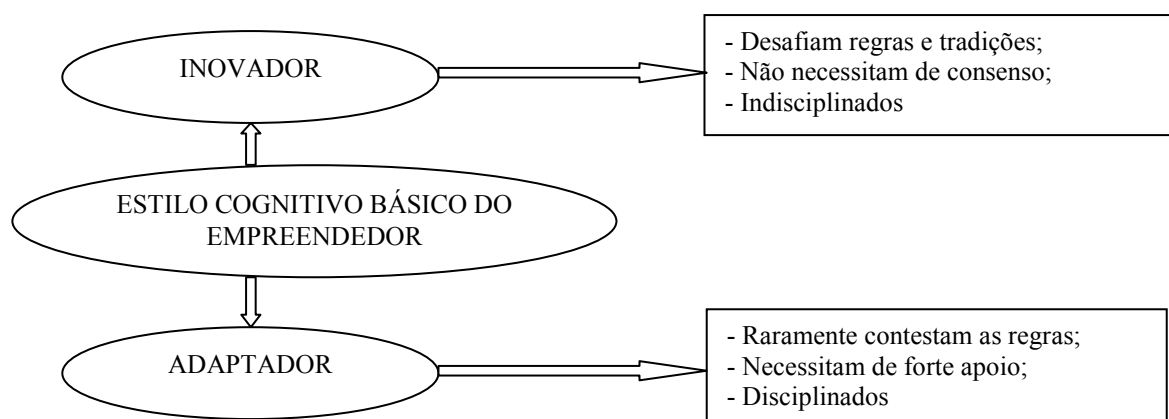 INOVADOR
- Desafiam regras e tradições;
- Não necessitam de consenso;
- Indisciplinados
ESTILO COGNITIVO BÁSICO DO
EMPREENDEDOR
ADAPTADOR
- Raramente contestam as regras;
- Necessitam de forte apoio;
- Disciplinados